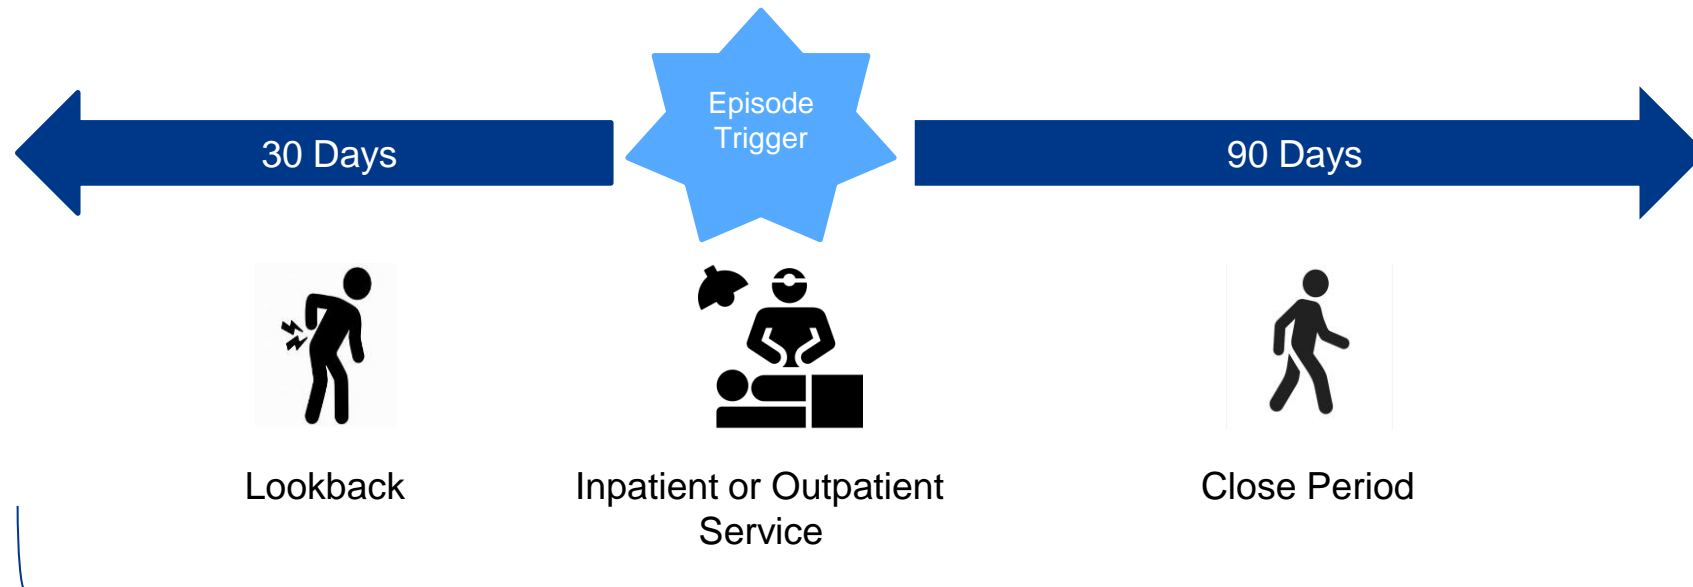 Episode
Trigger
30 Days
90 Days
Lookback
Inpatient or Outpatient
Service
Close Period